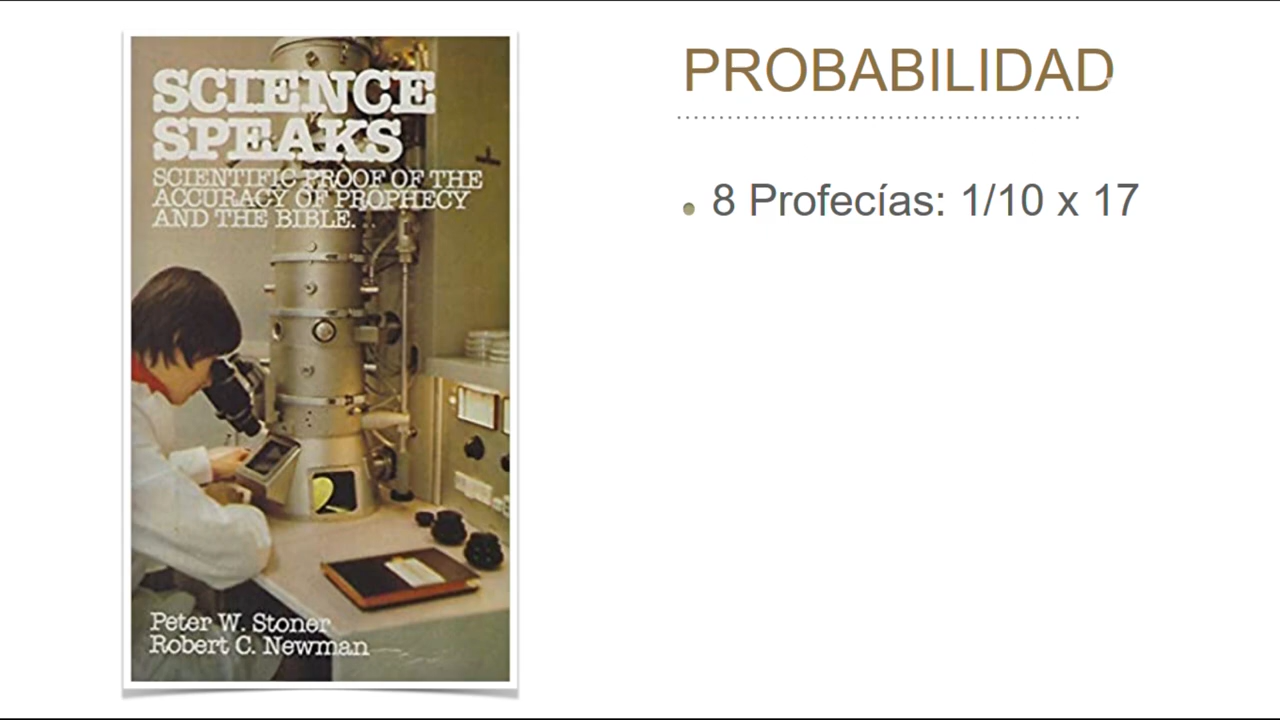 SCIENCE
SPEAKS
SCIENTIFIC PROOF OF THE
ACCURACY OF PROPHECY
AND THE BIBLE...
Peter W. Stoner
Robert C. Newman
PROBABILIDAD
• 8 Profecías: 1/10 x 17